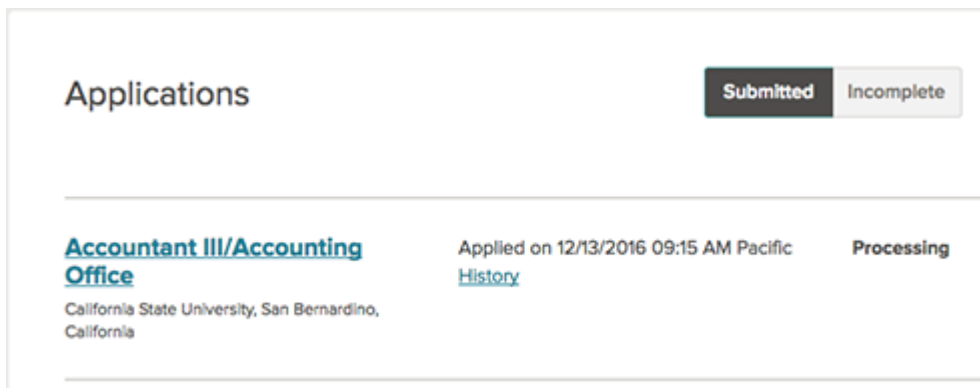 Applications
Submitted
Incomplete
Accountant III/Accounting
Office
Applied on 12/13/2016 09:15 AM Pacific
History
Processing
California State University, San Bernardino,
California